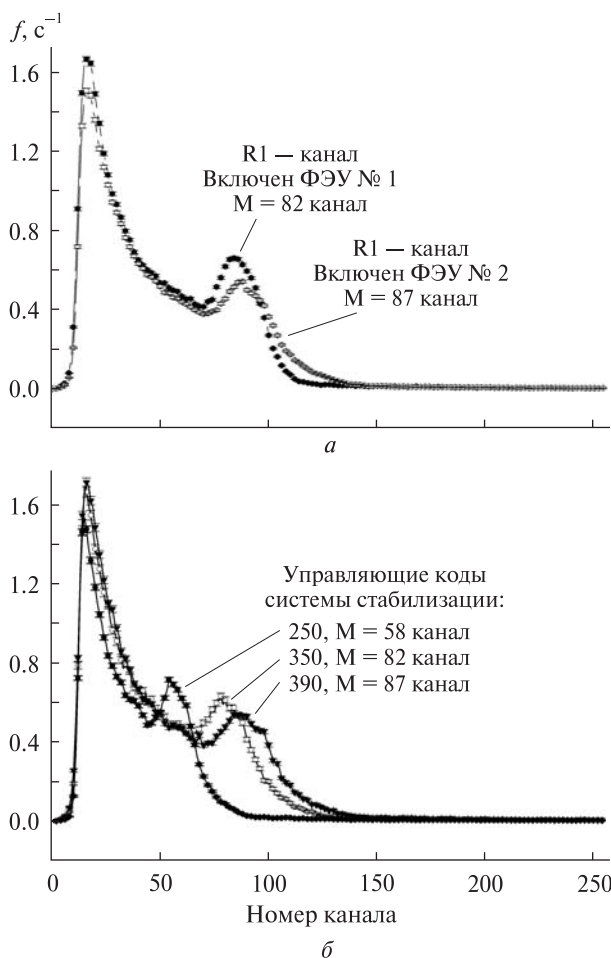 f, с⁻¹
1.6
1.2
0.8
0.4
0.0
R1 — канал
Включен ФЭУ № 1
М = 82 канал
R1 — канал
Включен ФЭУ № 2
М = 87 канал
а
1.6
1.2
0.8
0.4
0.0
Управляющие коды
системы стабилизации:
250, М = 58 канал
350, М = 82 канал
390, М = 87 канал
0 50 100 150 200 250
Номер канала
б